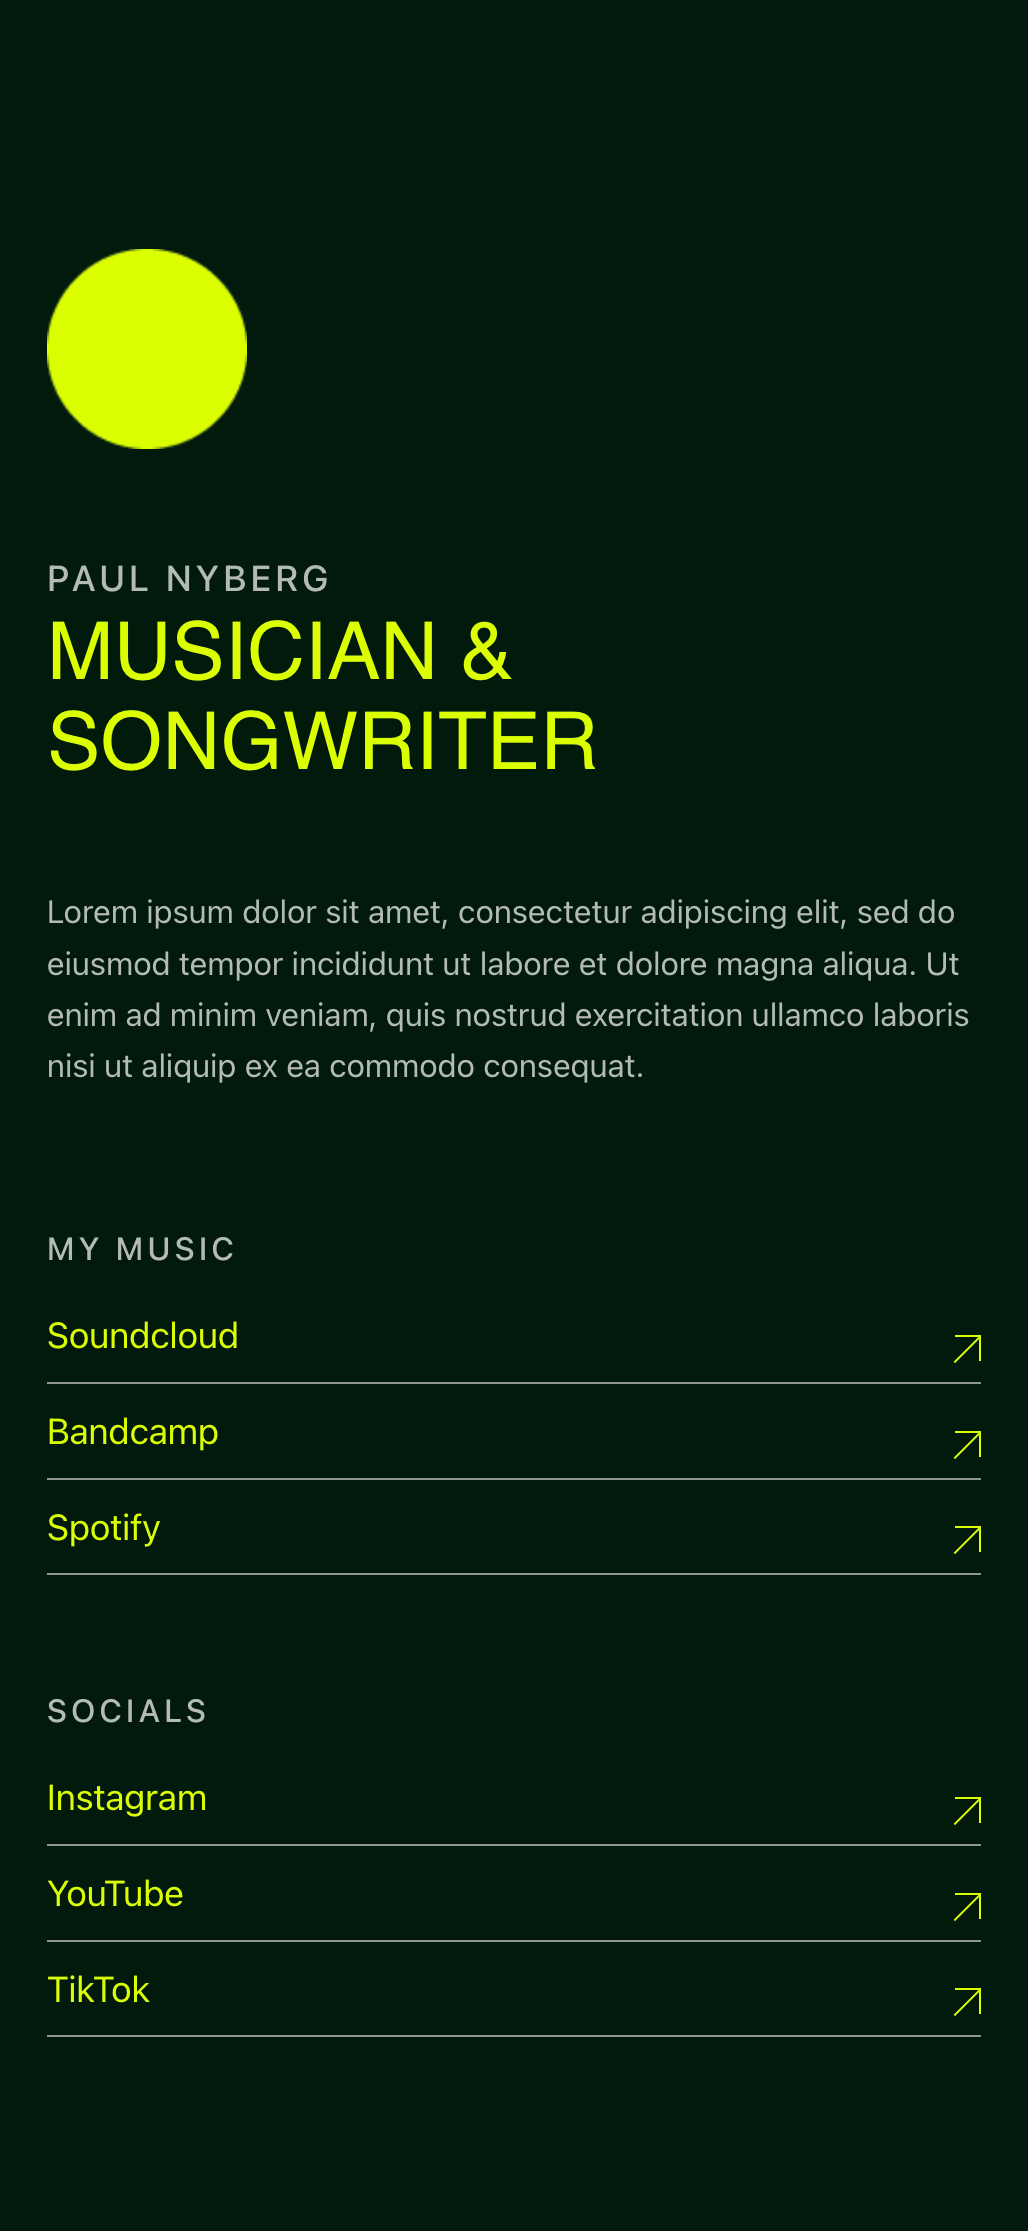 PAUL NYBERG
MUSICIAN &
SONGWRITER
Lorem ipsum dolor sit amet, consectetur adipiscing elit, sed do
eiusmod tempor incididunt ut labore et dolore magna aliqua. Ut
enim ad minim veniam, quis nostrud exercitation ullamco laboris
nisi ut aliquip ex ea commodo consequat.
MY MUSIC
Soundcloud
Bandcamp
Spotify
SOCIALS
Instagram
YouTube
TikTok